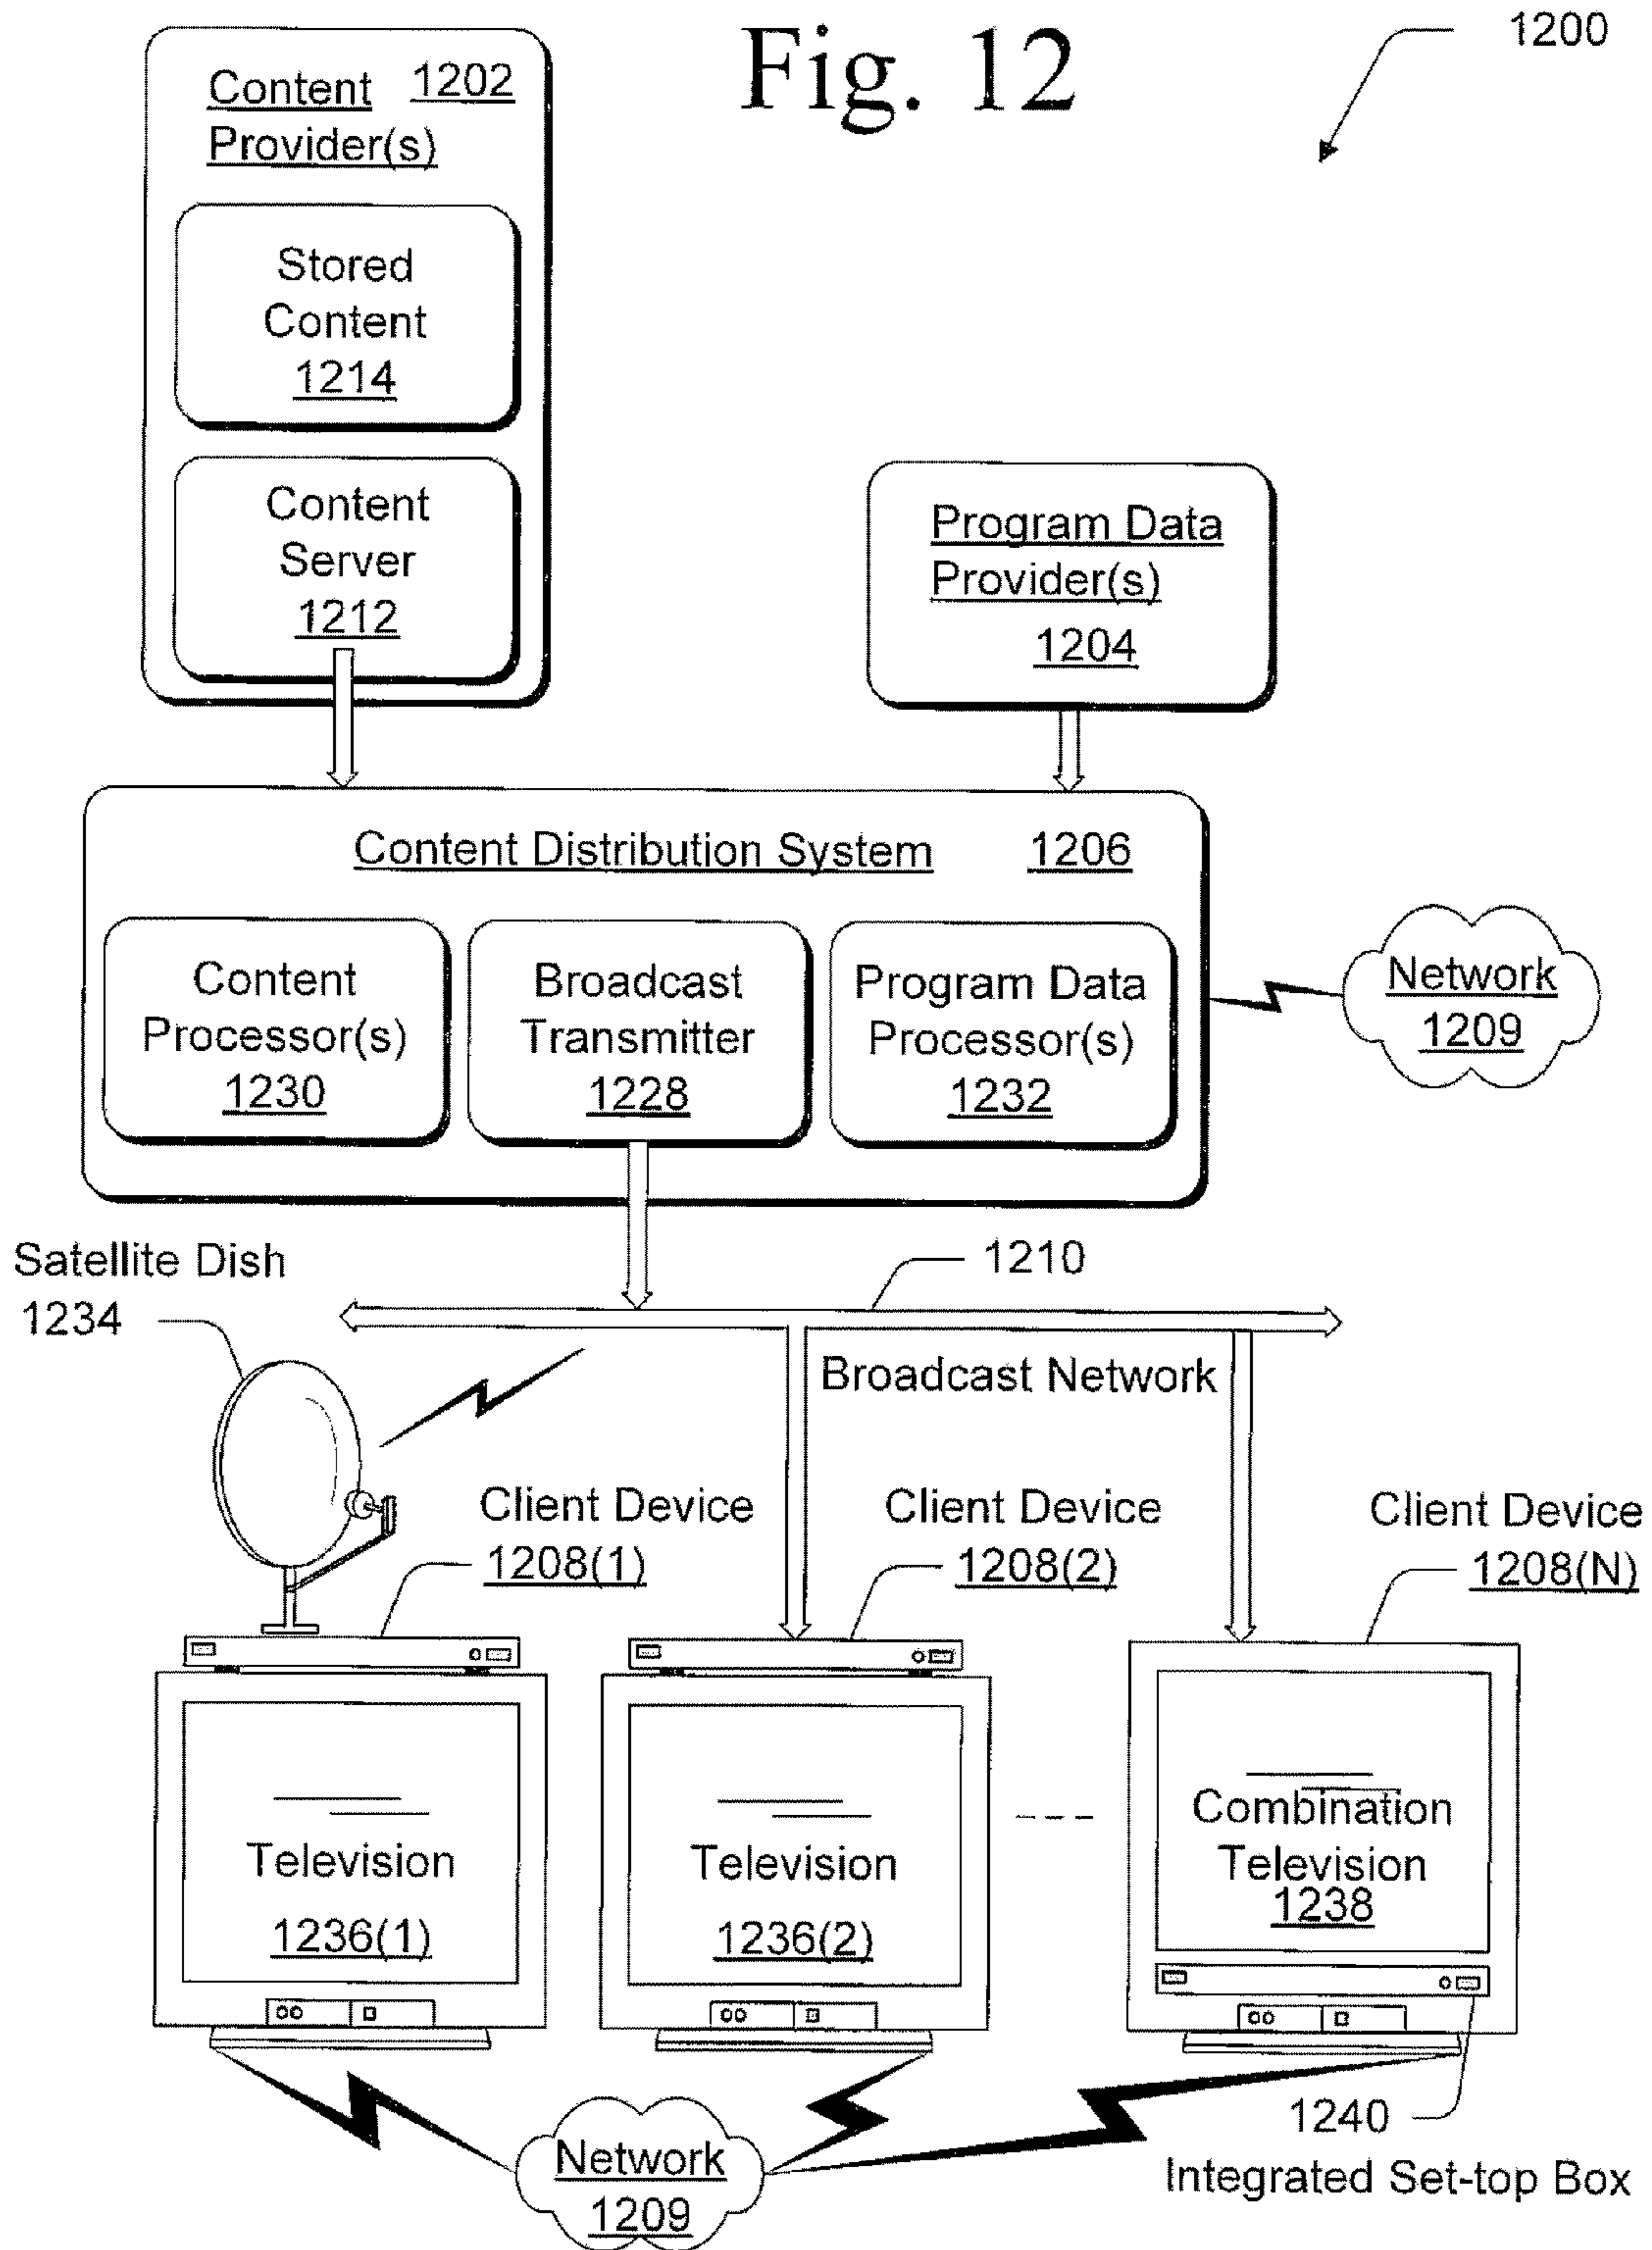 Fig. 12
1200
Content 1202
Provider(s)
Stored
Content
1214
Content
Server
1212
Program Data
Provider(s)
1204
Content Distribution System 1206
Content
Processor(s)
1230
Broadcast
Transmitter
1228
Program Data
Processor(s)
1232
Network
1209
Satellite Dish
1234
1210
Broadcast Network
Client Device
1208(1)
Client Device
1208(2)
Client Device
1208(N)
Television
1236(1)
Television
1236(2)
Combination
Television
1238
1240
Integrated Set-top Box
Network
1209